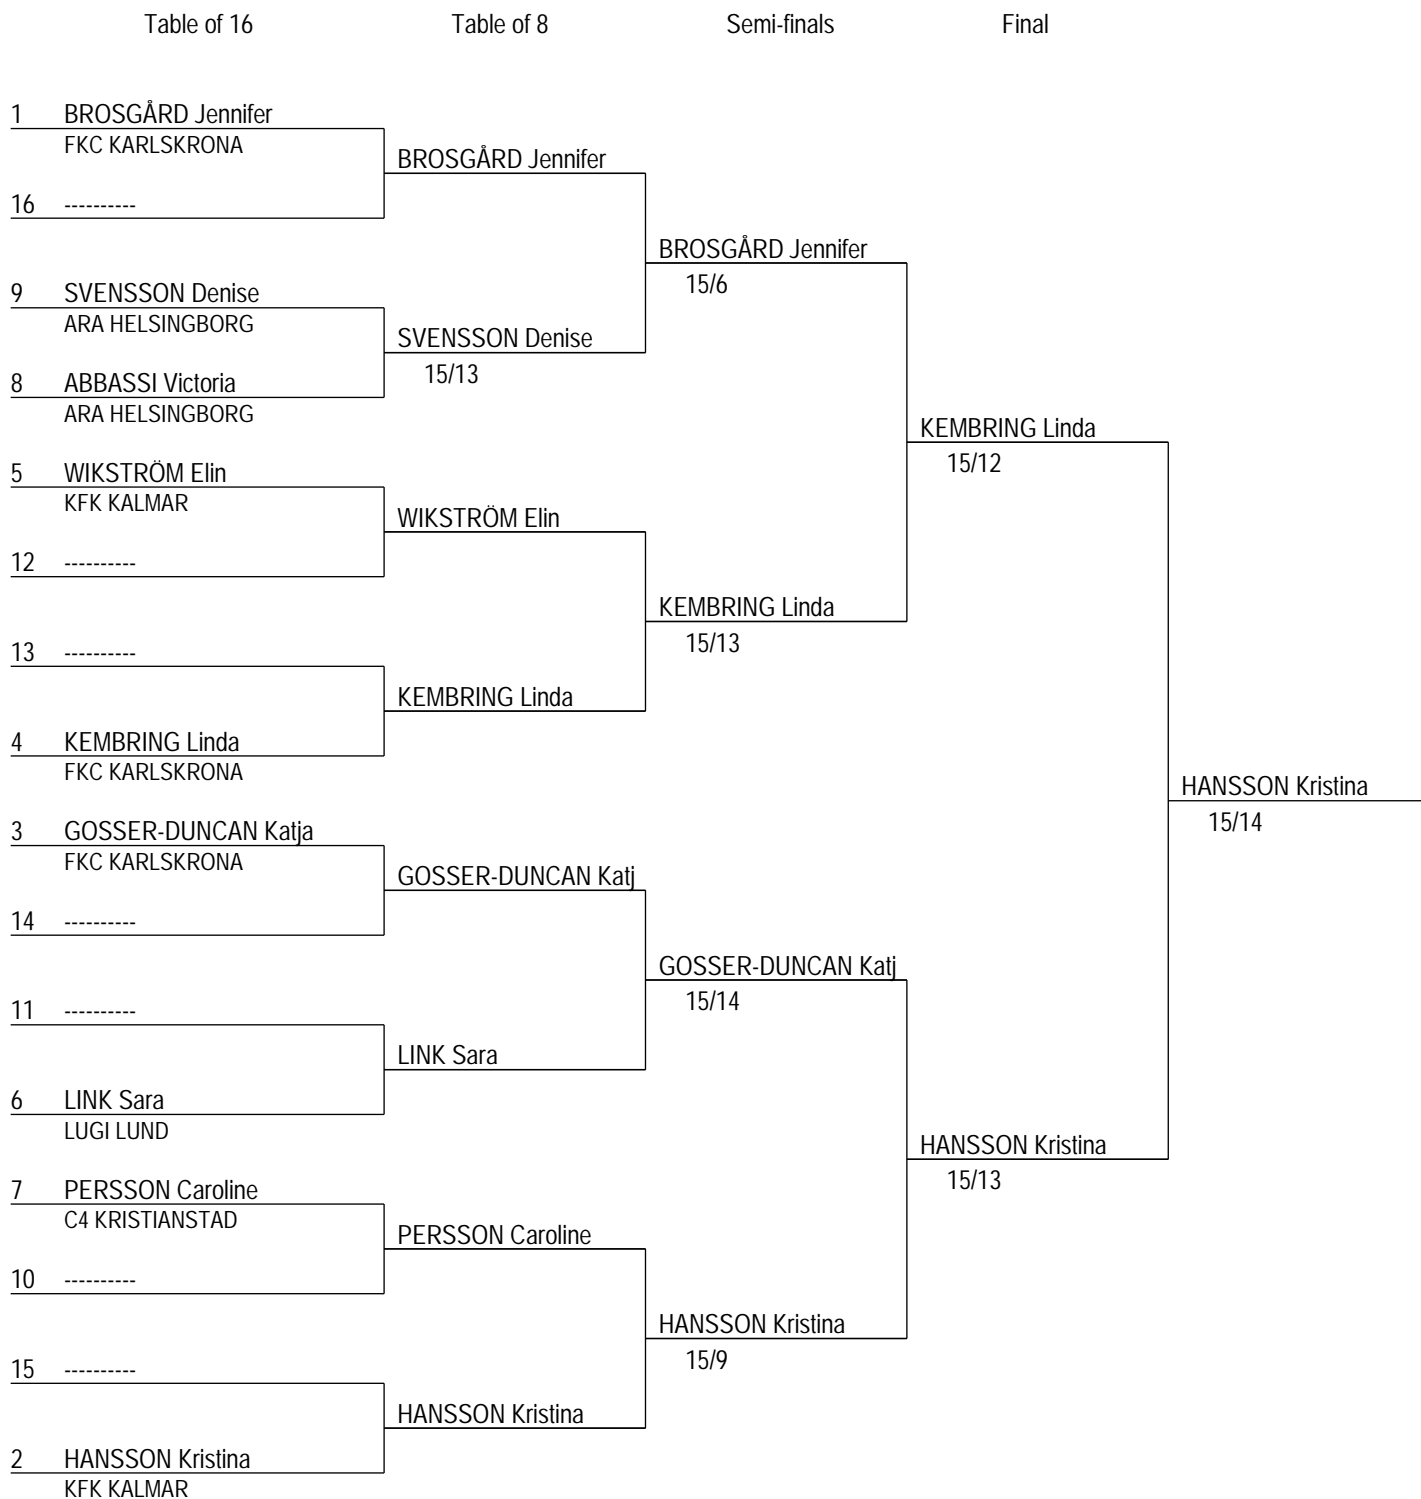 Table of 16 Table of 8 Semi-finals Final
1 BROSGÅRD Jennifer
FKC KARLSKRONA
BROSGÅRD Jennifer
16 ----------
BROSGÅRD Jennifer
15/6
9 SVENSSON Denise
ARA HELSINGBORG
SVENSSON Denise
15/13
8 ABBASSI Victoria
ARA HELSINGBORG
KEMBRING Linda
15/12
5 WIKSTRÖM Elin
KFK KALMAR
WIKSTRÖM Elin
12 ----------
KEMBRING Linda
15/13
13 ----------
KEMBRING Linda
4 KEMBRING Linda
FKC KARLSKRONA
HANSSON Kristina
15/14
3 GOSSER-DUNCAN Katja
FKC KARLSKRONA
GOSSER-DUNCAN Katj
14 ----------
GOSSER-DUNCAN Katj
15/14
11 ----------
LINK Sara
6 LINK Sara
LUGI LUND
HANSSON Kristina
15/13
7 PERSSON Caroline
C4 KRISTIANSTAD
PERSSON Caroline
10 ----------
HANSSON Kristina
15/9
15 ----------
HANSSON Kristina
2 HANSSON Kristina
KFK KALMAR